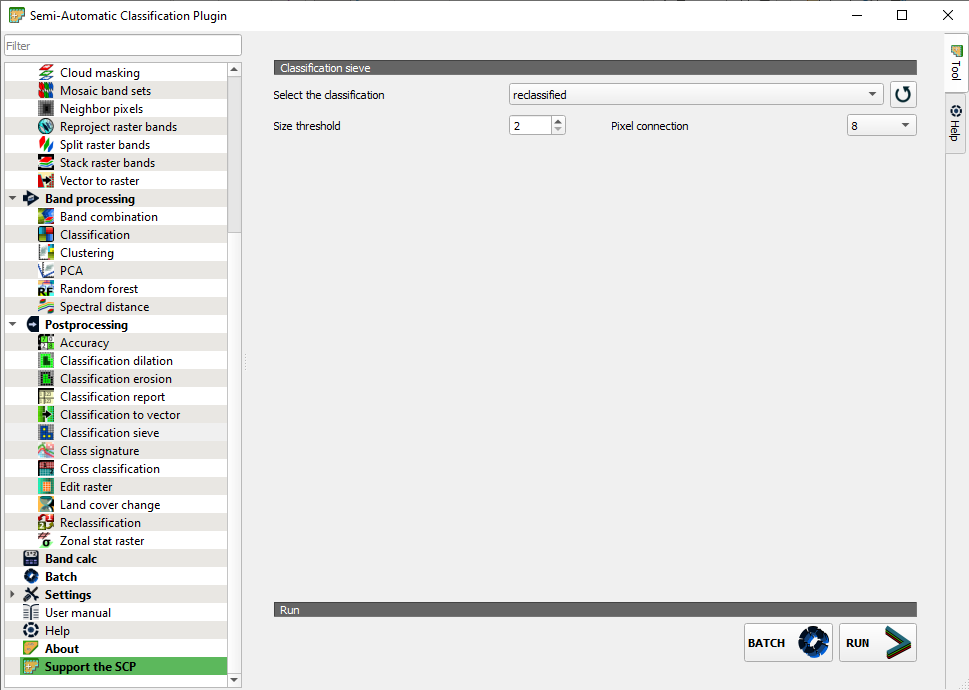 Semi-Automatic Classification Plugin
Filter
Cloud masking
Mosaic band sets
Neighbor pixels
Reproject raster bands
Split raster bands
Stack raster bands
Vector to raster
Band processing
Band combination
Classification
Clustering
PCA
RF Random forest
Spectral distance
Postprocessing
Accuracy
Classification dilation
Classification erosion
Classification report
Classification to vector
Classification sieve
Class signature
Cross classification
Edit raster
Land cover change
Reclassification
σ Zonal stat raster
Band calc
Batch
Settings
User manual
Help
About
Support the SCP
Classification sieve
Select the classification reclassified
Size threshold 2 Pixel connection 8
Run
BATCH RUN
Tool
Help